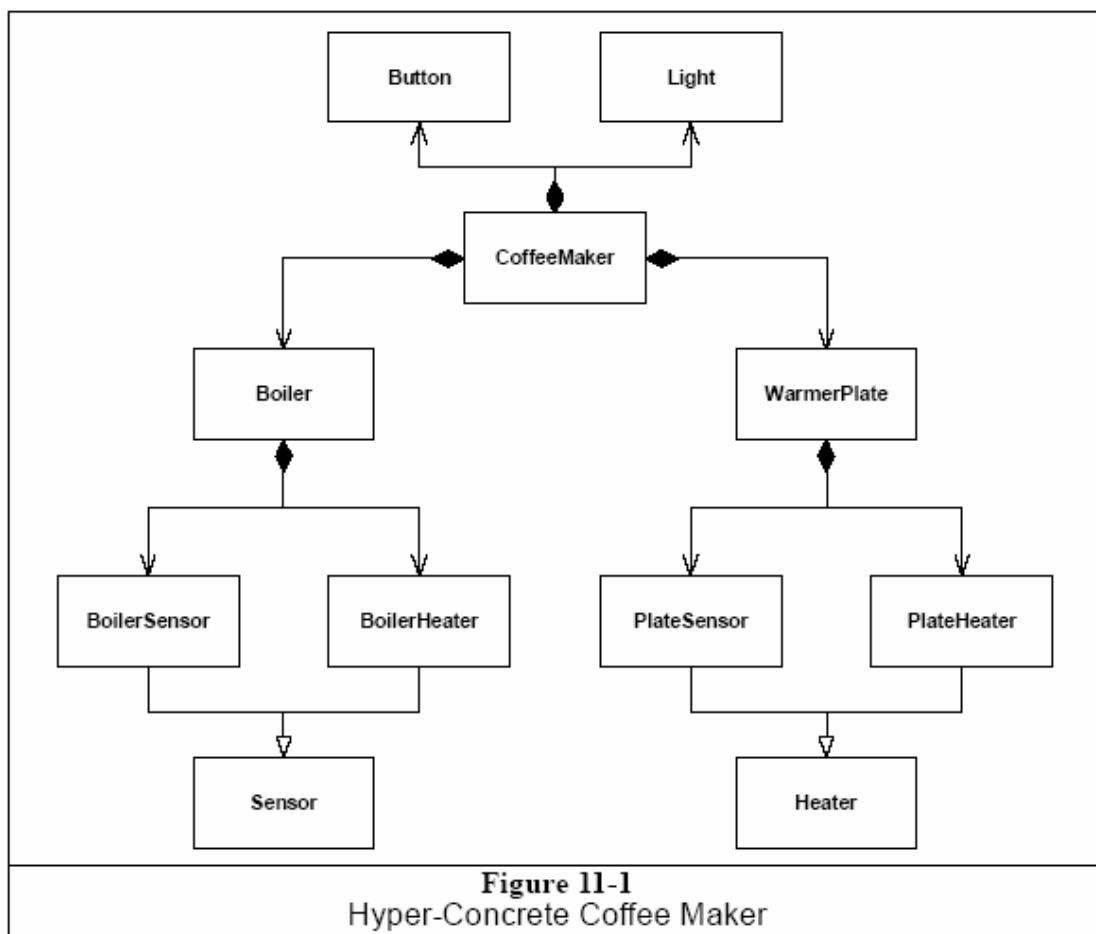 Button
Light
CoffeeMaker
Boiler
WarmerPlate
BoilerSensor
BoilerHeater
PlateSensor
PlateHeater
Sensor
Heater
Figure 11-1
Hyper-Concrete Coffee Maker